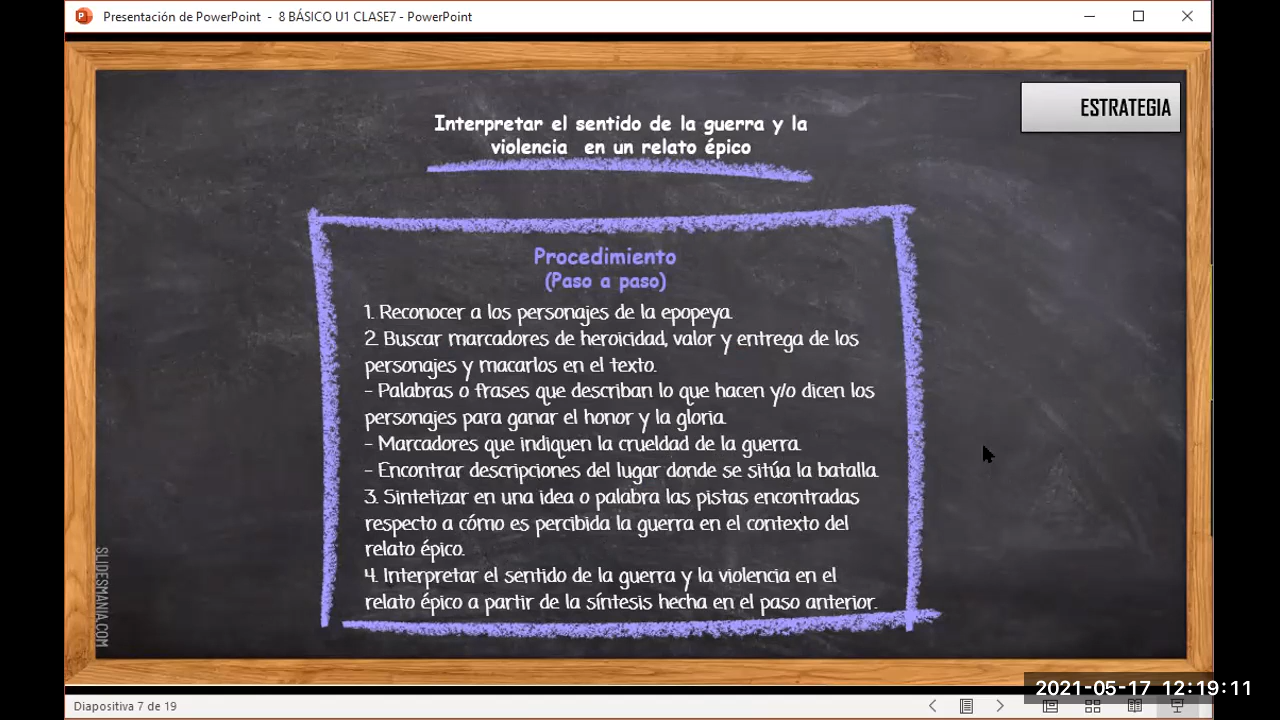 Presentación de PowerPoint - 8 BÁSICO U1 CLASE7 - PowerPoint
ESTRATEGIA
Interpretar el sentido de la guerra y la
violencia en un relato épico
Procedimiento
(Paso a paso)
1. Reconocer a los personajes de la epopeya.
2. Buscar marcadores de heroicidad, valor y entrega de los
personajes y macarlos en el texto.
- Palabras o frases que describan lo que hacen y/o dicen los
personajes para ganar el honor y la gloria.
- Marcadores que indiquen la crueldad de la guerra.
- Encontrar descripciones del lugar donde se sitúa la batalla.
3. Sintetizar en una idea o palabra las pistas encontradas
respecto a cómo es percibida la guerra en el contexto del
relato épico.
4. Interpretar el sentido de la guerra y la violencia en el
relato épico a partir de la síntesis hecha en el paso anterior.
SLIDESMANIA.COM
2021-05-17 12:19:11
Diapositiva 7 de 19